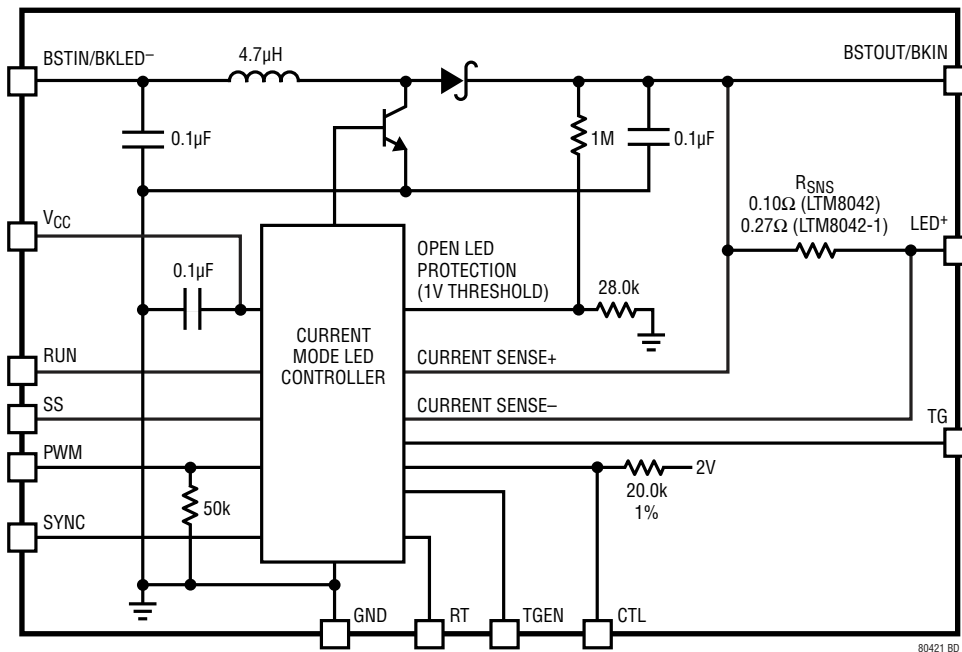 BSTIN/BKLED–
4.7µH
BSTOUT/BKIN
0.1µF
1M
0.1µF
RSNS
0.10Ω (LTM8042)
0.27Ω (LTM8042-1)
LED+
VCC
0.1µF
OPEN LED
PROTECTION
(1V THRESHOLD)
28.0k
CURRENT
MODE LED
CONTROLLER
RUN
CURRENT SENSE+
SS
CURRENT SENSE–
TG
PWM
2V
20.0k
1%
50k
SYNC
GND
RT
TGEN
CTL
80421 BD